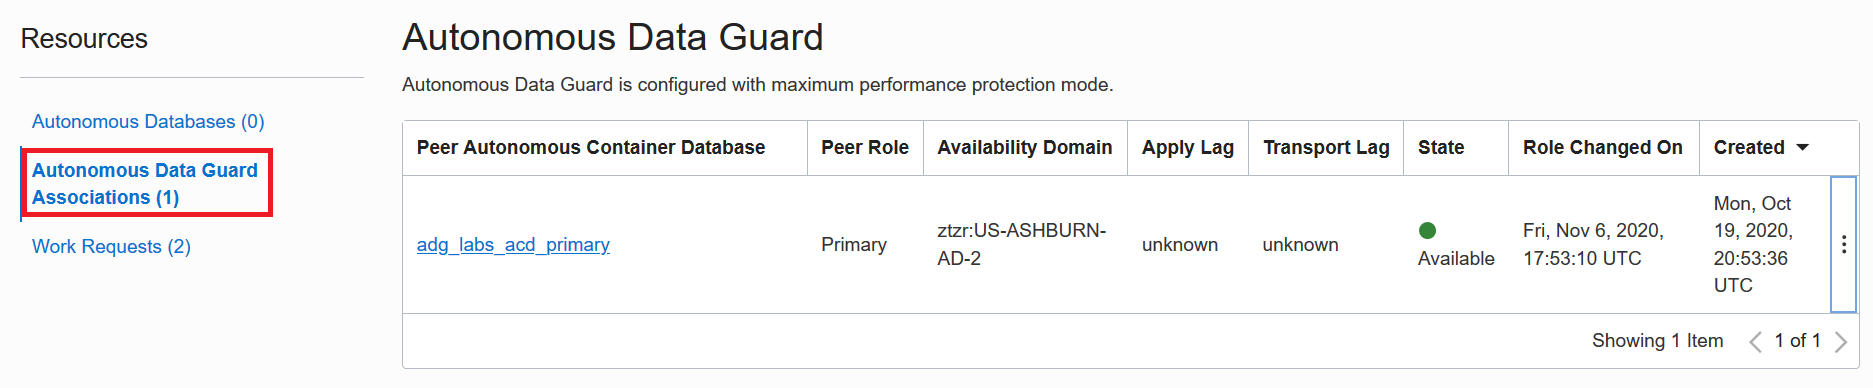 Resources
Autonomous Databases (0)
Autonomous Data Guard
Associations (1)
Work Requests (2)
Autonomous Data Guard
Autonomous Data Guard is configured with maximum performance protection mode.
Peer Autonomous Container Database Peer Role Availability Domain Apply Lag Transport Lag State Role Changed On Created
adg_labs_acd_primary
Primary
ztzr:US-ASHBURN-
AD-2
unknown
unknown
Available
Fri, Nov 6, 2020,
17:53:10 UTC
Mon, Oct
19, 2020,
20:53:36
UTC
Showing 1 Item 1 of 1